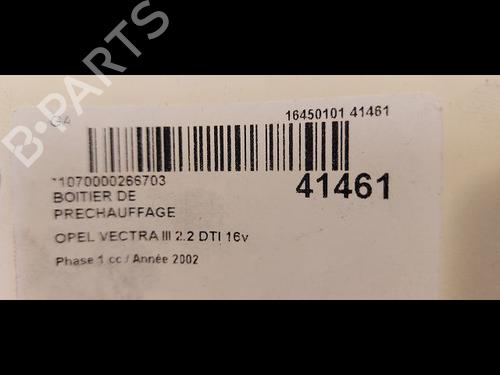 B-PARTS
GA
16450101 41461
*1070000266703
41461
BOITIER DE
PRECHAUFFAGE
OPEL VECTRA III 2.2 DTI 16v
Phase 1 cc / Année 2002